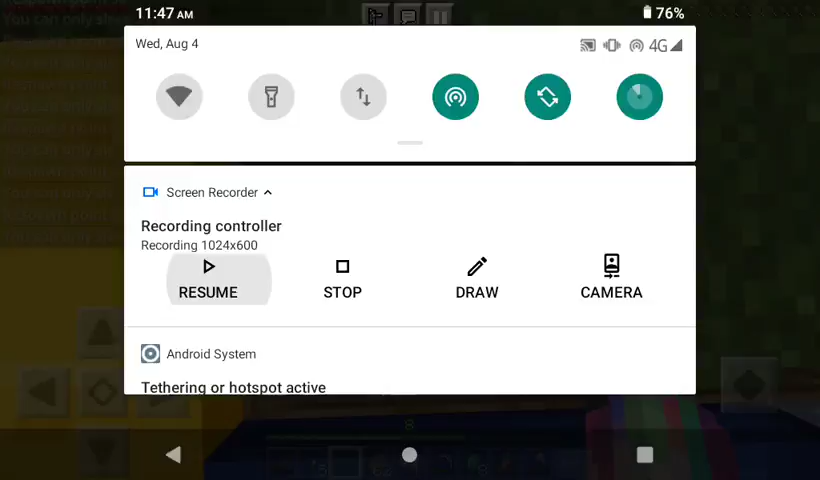 11:47 AM
76%
Wed, Aug 4
4G
Screen Recorder
Recording controller
Recording 1024x600
RESUME
STOP
DRAW
CAMERA
Android System
Tethering or hotspot active
8